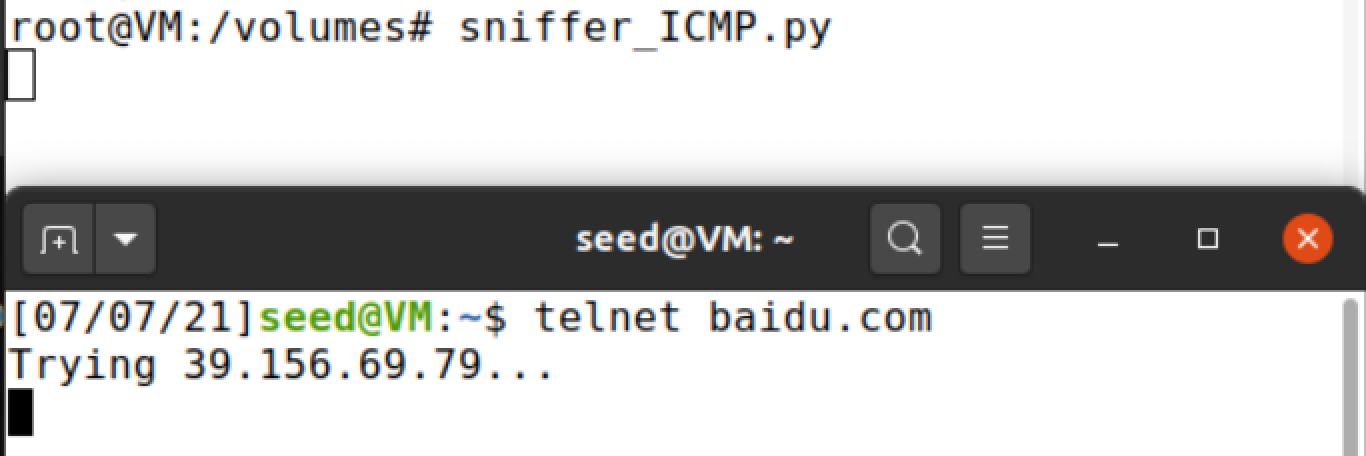 root@VM:/volumes# sniffer_ICMP.py
seed@VM: ~
[07/07/21]seed@VM:~$ telnet baidu.com
Trying 39.156.69.79...